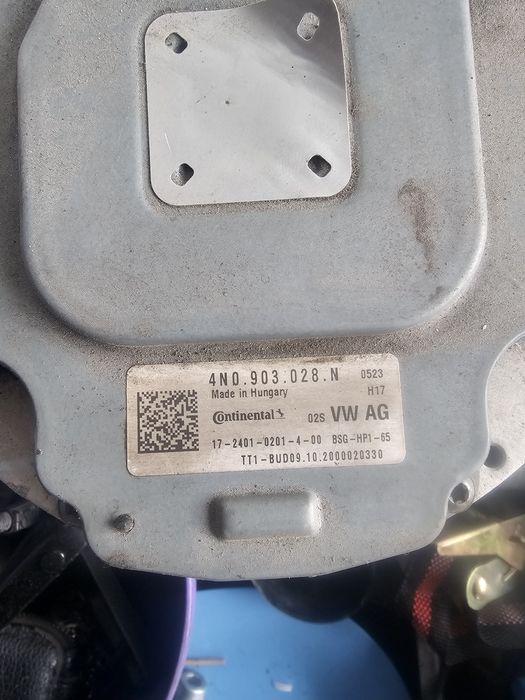 4N0.903.028.N 0523
Made in Hungary H17
Continental 02S VW AG
17-2401-0201-4-00 BSG-HP1-65
TT1-BUD09.10.2000020330